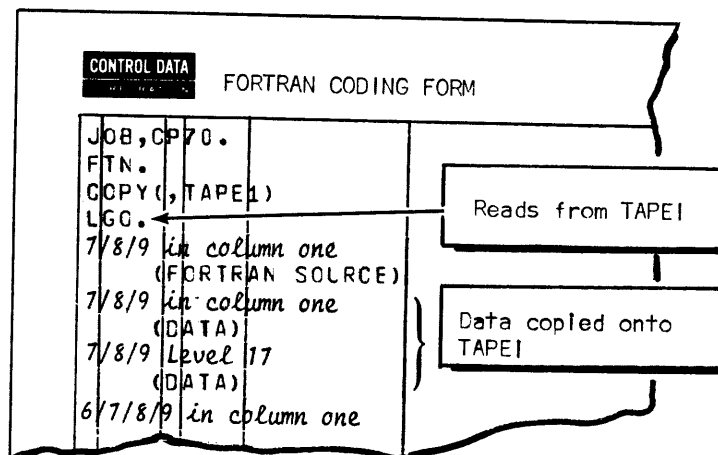 CONTROL DATA
FORTRAN CODING FORM
JOB,CP70.
FTN.
COPY(,TAPE1)
LGO.
7/8/9 in column one
(FORTRAN SOURCE)
7/8/9 in column one
(DATA)
7/8/9 Level 17
(DATA)
6/7/8/9 in column one
Reads from TAPE1
Data copied onto
TAPE1